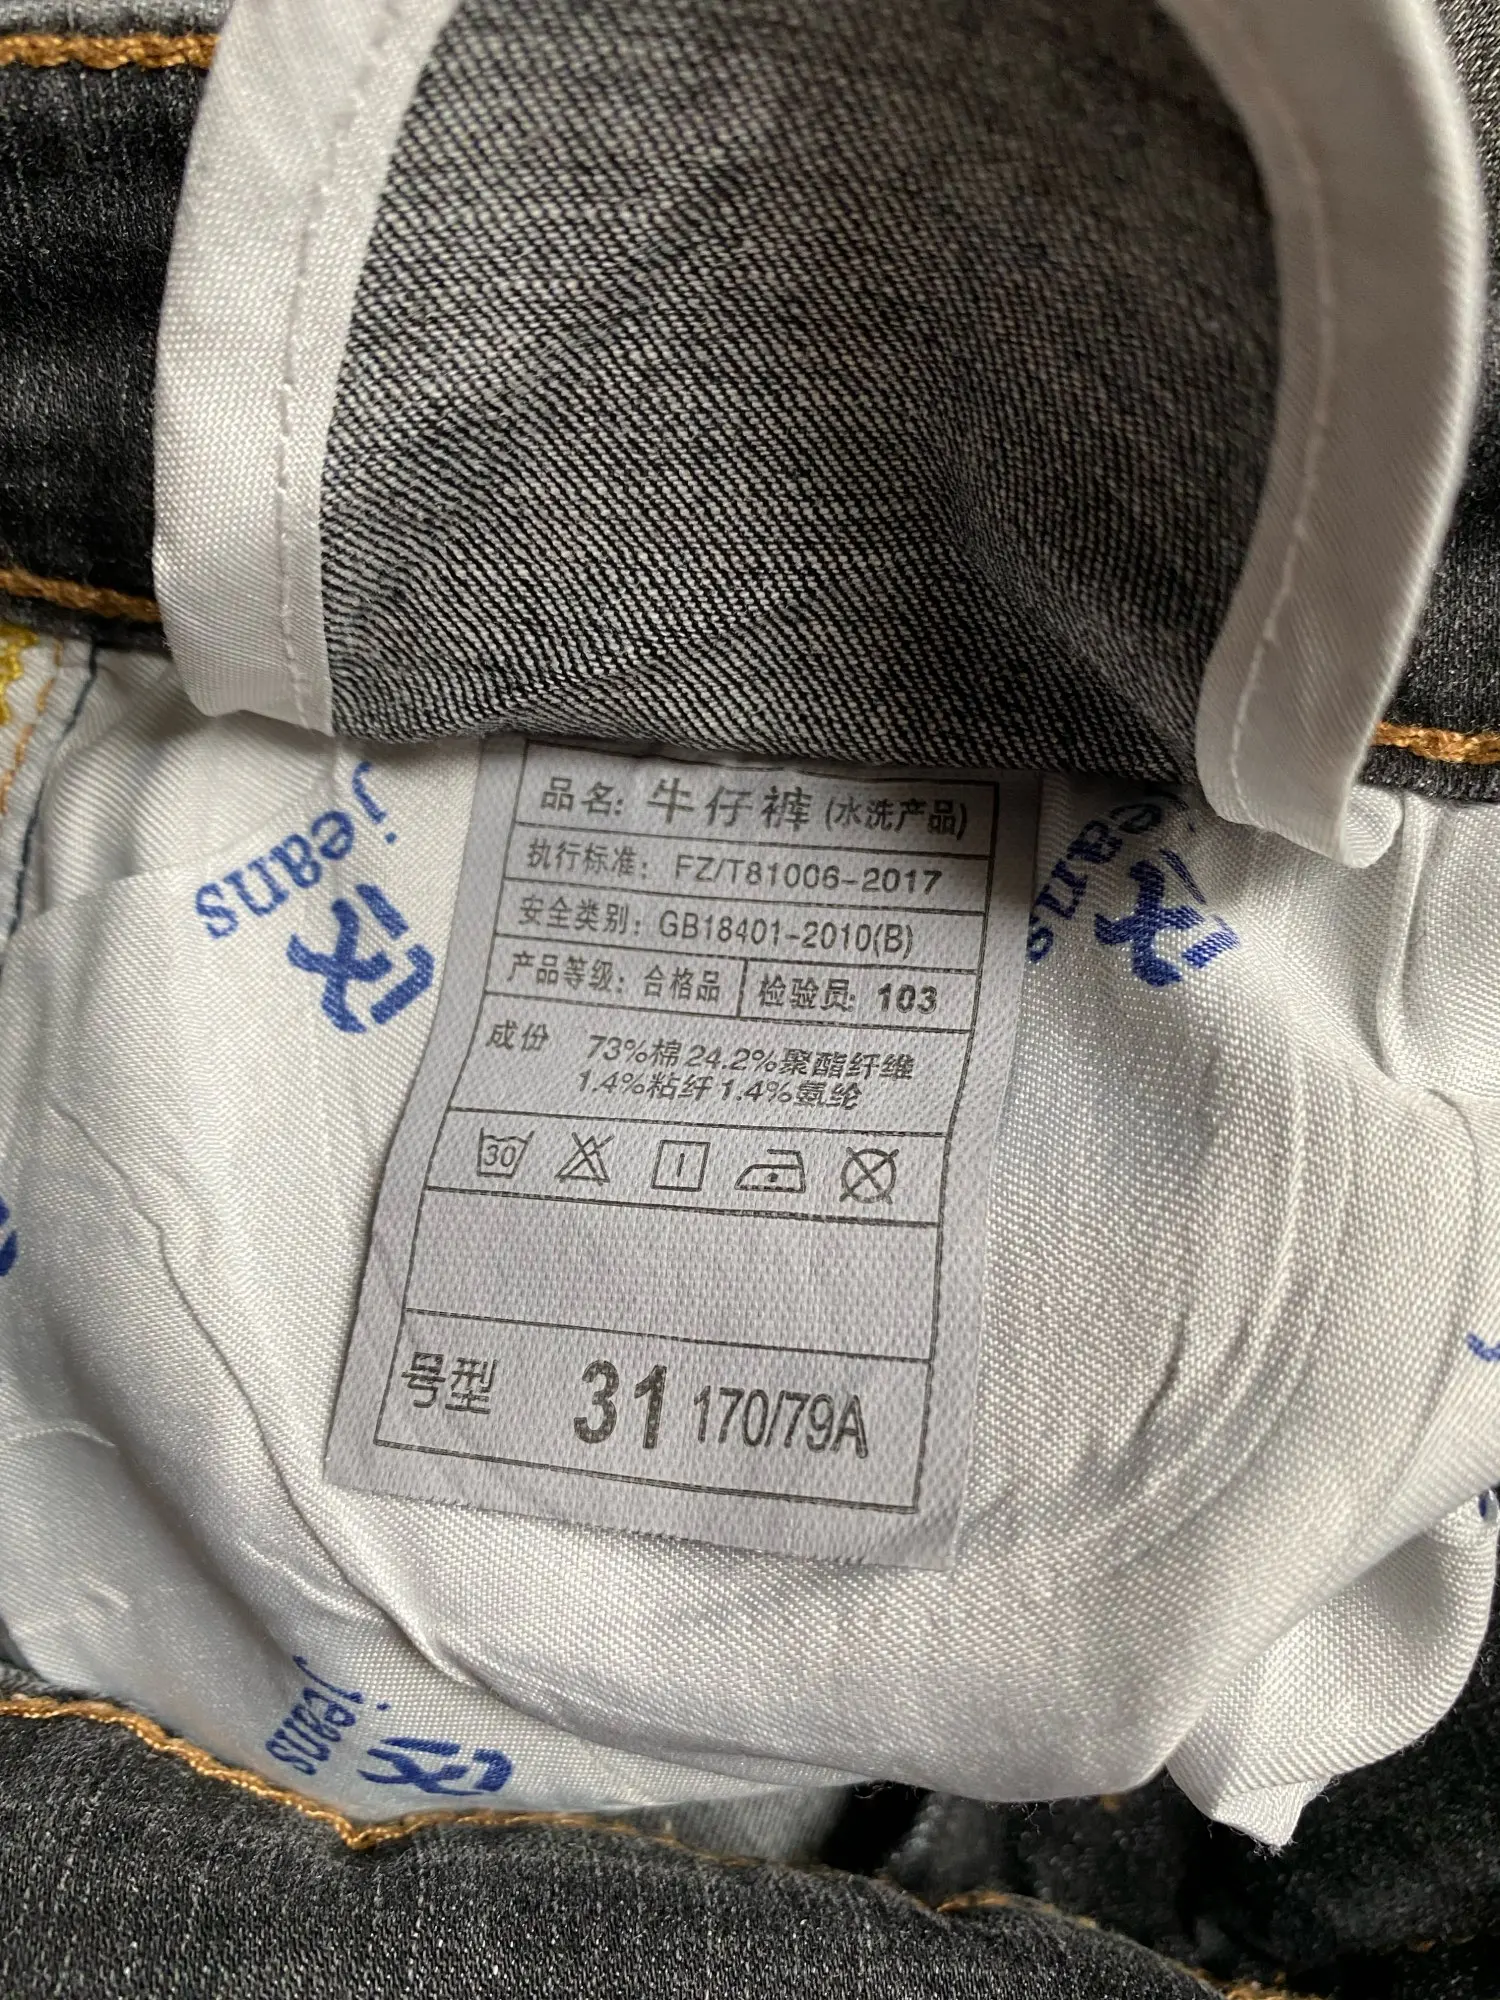 品名: 牛仔裤 (水洗产品)
执行标准: FZ/T81006-2017
安全类别: GB18401-2010(B)
产品等级: 合格品 检验员: 103
成份 73%棉 24.2%聚酯纤维
1.4%粘纤 1.4%氨纶
30
号型 31 170/79A
jeans
jeans
jeans